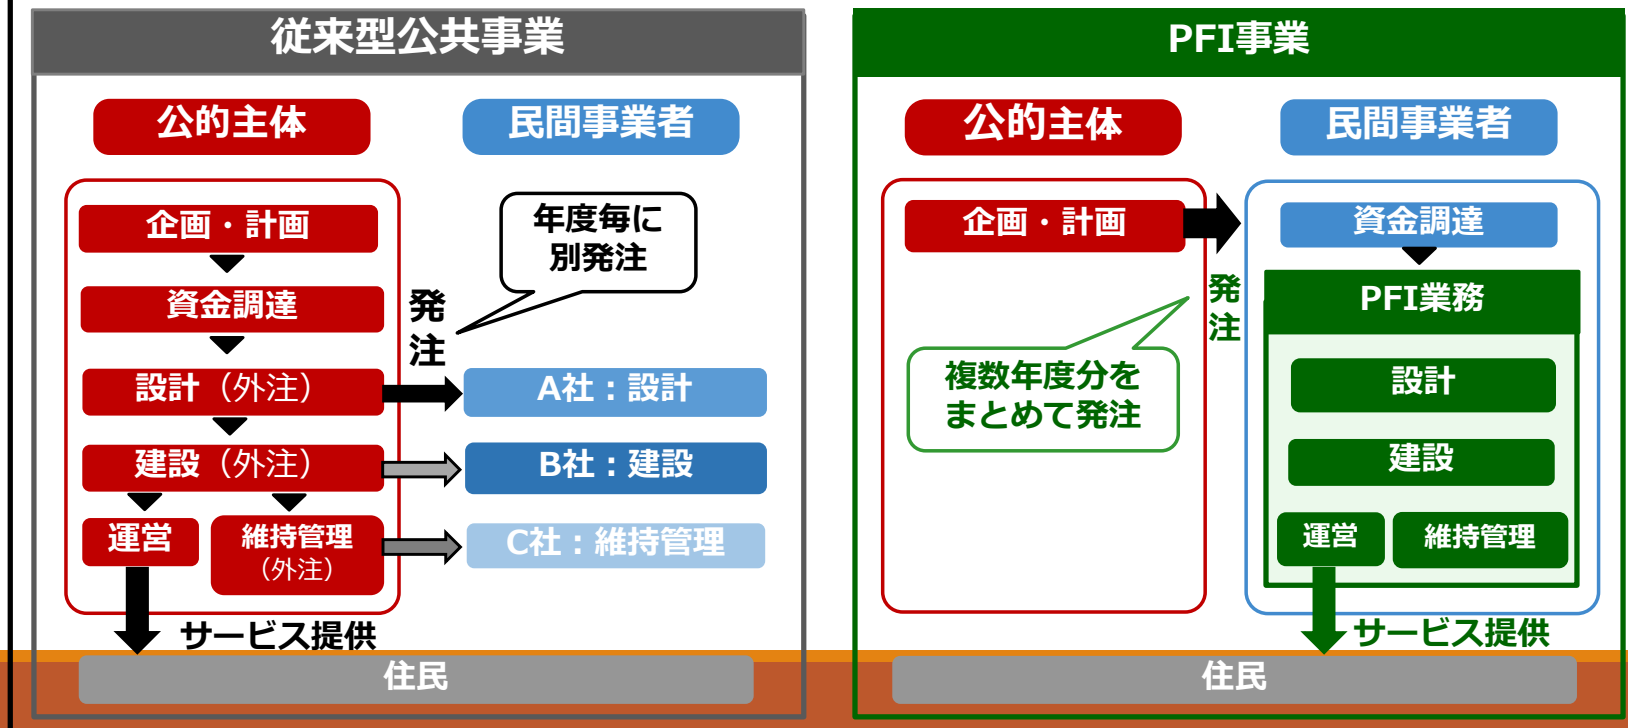 従来型公共事業
公的主体
民間事業者
企画・計画
資金調達
設計（外注）
建設（外注）
運営
維持管理
（外注）
発
注
年度毎に
別発注
A社：設計
B社：建設
C社：維持管理
サービス提供
住民
PFI事業
公的主体
民間事業者
企画・計画
発
注
複数年度分を
まとめて発注
資金調達
PFI業務
設計
建設
運営
維持管理
サービス提供
住民